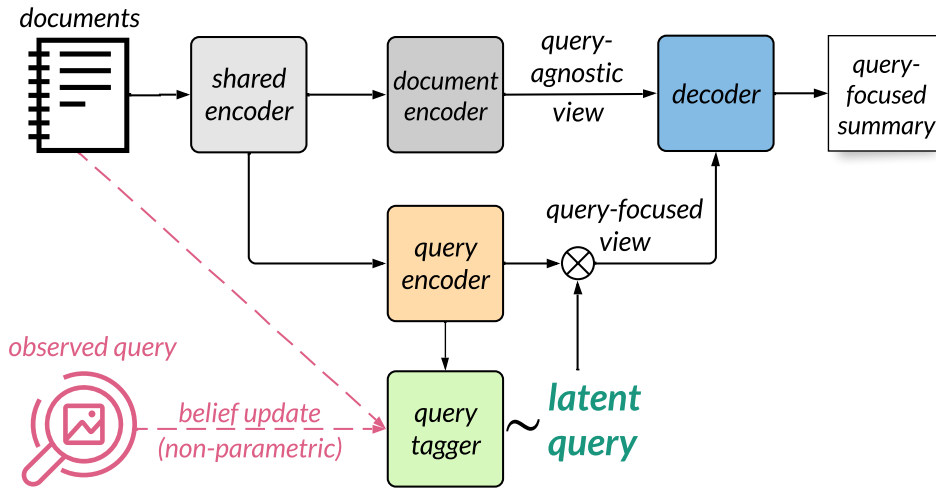 documents
shared
encoder
document
encoder
query-
agnostic
view
decoder
query-
focused
summary
query
encoder
query-focused
view
observed query
belief update
(non-parametric)
query
tagger
~
latent
query